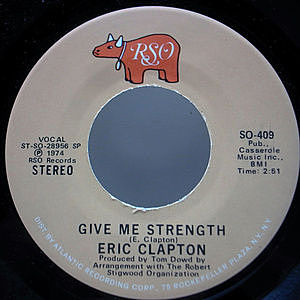 RSO
VOCAL
ST-SO-28956 SP
Ⓟ 1974
RSO Records
STEREO
SO-409
Pub.,
Casserole
Music Inc.,
BMI
Time: 2:51
GIVE ME STRENGTH
(E. Clapton)
ERIC CLAPTON
Produced by Tom Dowd by
Arrangement with The Robert
Stigwood Organization
DIST BY ATLANTIC RECORDING CORP., 75 ROCKEFELLER PLAZA, N.Y., N.Y.